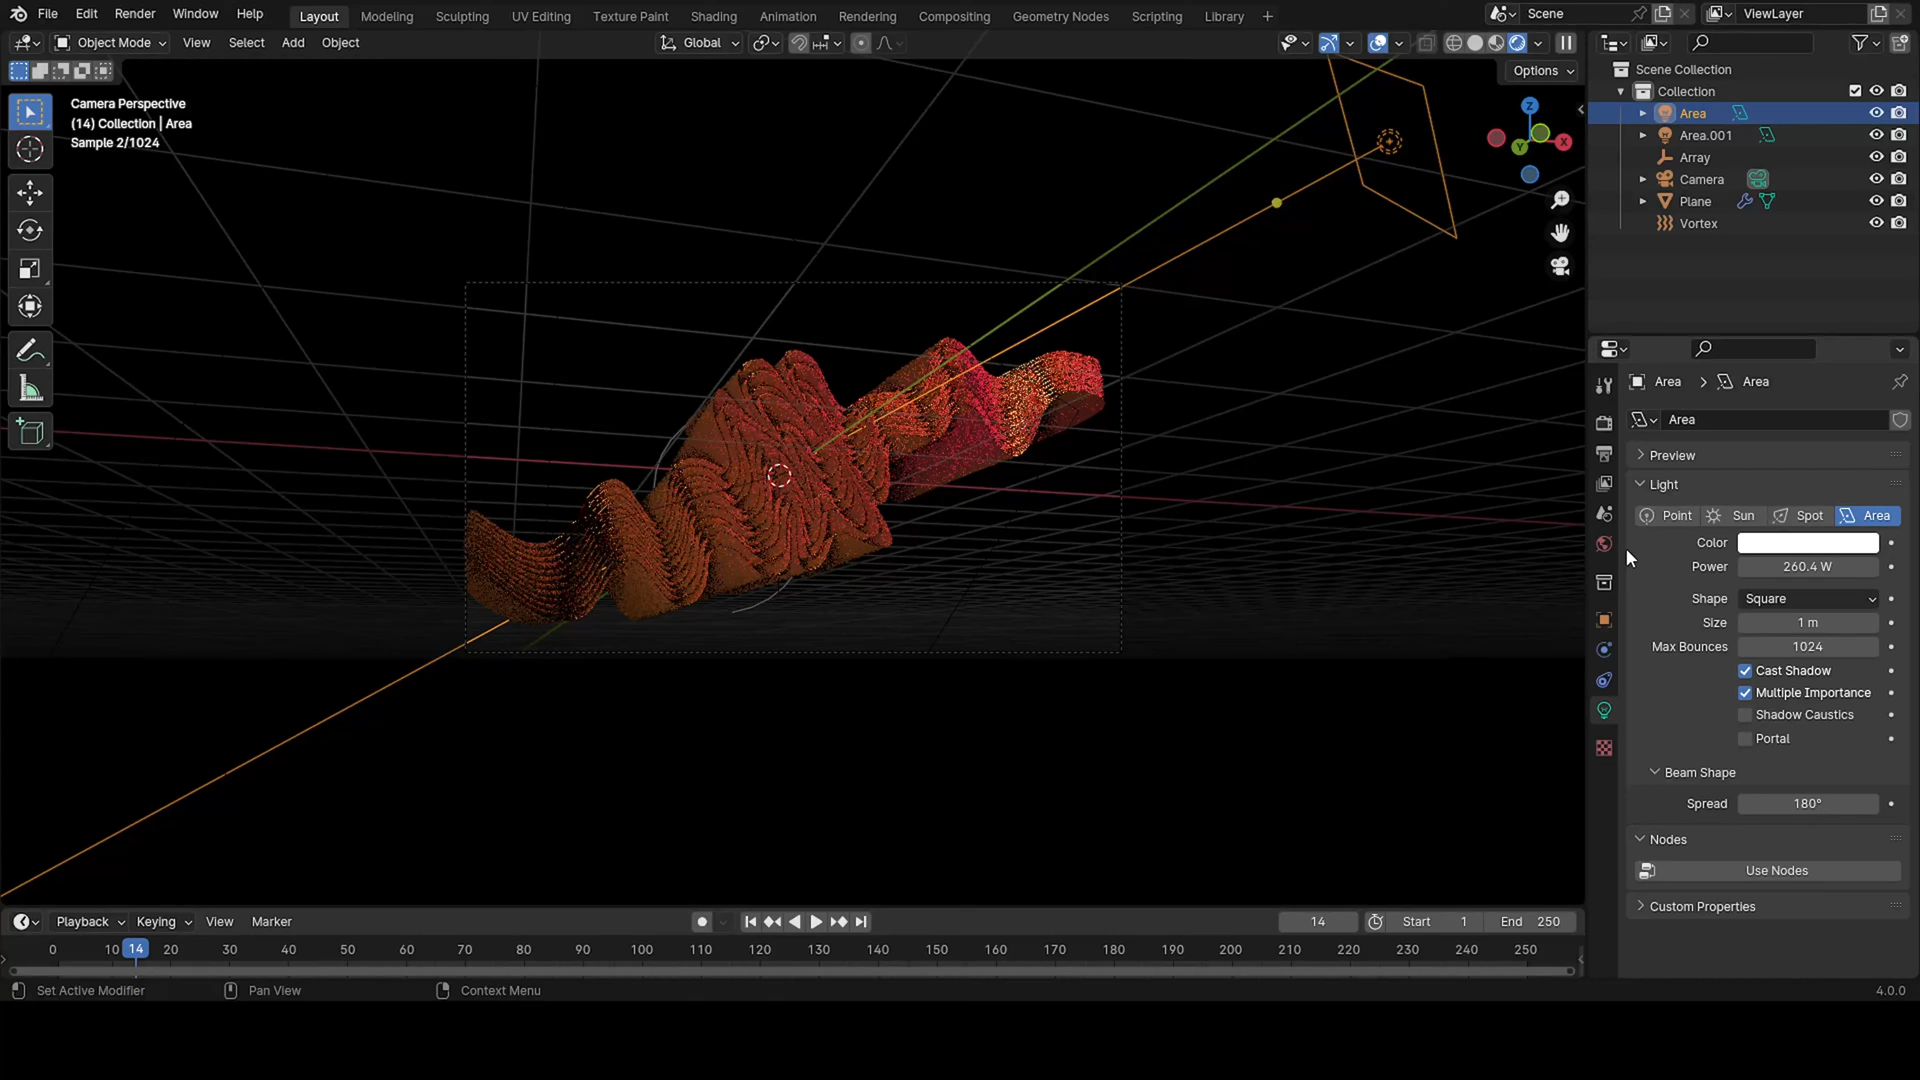 File Edit Render Window Help Layout Modeling Sculpting UV Editing Texture Paint Shading Animation Rendering Compositing Geometry Nodes Scripting Library + Scene ViewLayer
Object Mode View Select Add Object Global
Options
Camera Perspective
(14) Collection | Area
Sample 2/1024
Z
X
Y
Scene Collection
Collection
Area
Area.001
Array
Camera
Plane
Vortex
Area > Area
Area
Preview
Light
Point Sun Spot Area
Color
Power 260.4 W
Shape Square
Size 1 m
Max Bounces 1024
Cast Shadow
Multiple Importance
Shadow Caustics
Portal
Beam Shape
Spread 180°
Nodes
Use Nodes
Custom Properties
Playback Keying View Marker 14 Start 1 End 250
0 10 14 20 30 40 50 60 70 80 90 100 110 120 130 140 150 160 170 180 190 200 210 220 230 240 250
Set Active Modifier Pan View Context Menu 4.0.0